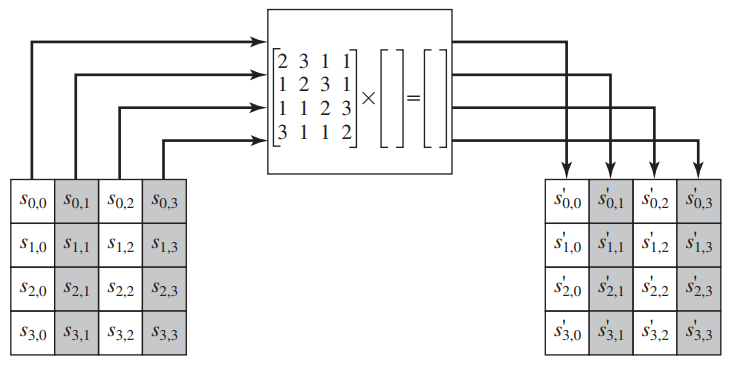 2 3 1 1
1 2 3 1
1 1 2 3
3 1 1 2
× =
s0,0 s0,1 s0,2 s0,3
s1,0 s1,1 s1,2 s1,3
s2,0 s2,1 s2,2 s2,3
s3,0 s3,1 s3,2 s3,3
s'0,0 s'0,1 s'0,2 s'0,3
s'1,0 s'1,1 s'1,2 s'1,3
s'2,0 s'2,1 s'2,2 s'2,3
s'3,0 s'3,1 s'3,2 s'3,3